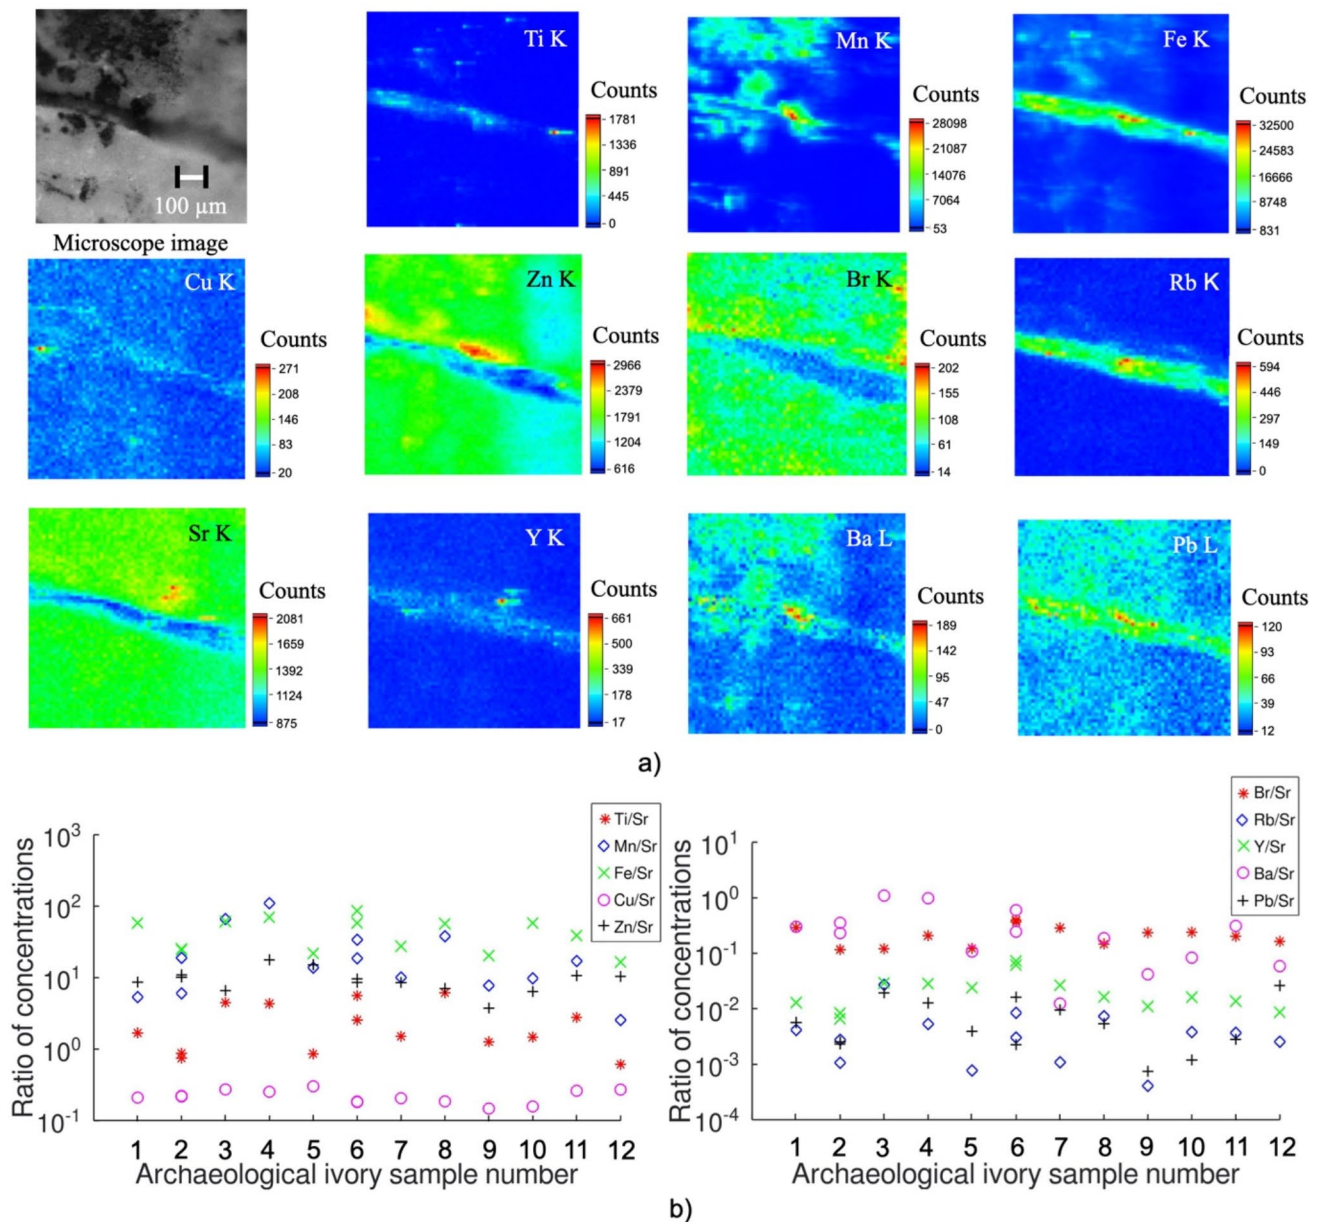 Ti K
Counts
1781
1336
891
445
0
Mn K
Counts
28098
21087
14076
7064
53
Fe K
Counts
32500
24583
16666
8748
831
100 µm
Microscope image
Cu K
Counts
271
208
146
83
20
Zn K
Counts
2966
2379
1791
1204
616
Br K
Counts
202
155
108
61
14
Rb K
Counts
594
446
297
149
0
Sr K
Counts
2081
1659
1392
1124
875
Y K
Counts
661
500
339
178
17
Ba L
Counts
189
142
95
47
0
Pb L
Counts
120
93
66
39
12
a)
Ratio of concentrations
10³
10²
10¹
10⁰
10⁻¹
Ti/Sr
Mn/Sr
Fe/Sr
Cu/Sr
Zn/Sr
1 2 3 4 5 6 7 8 9 10 11 12
Archaeological ivory sample number
Ratio of concentrations
10¹
10⁰
10⁻¹
10⁻²
10⁻³
10⁻⁴
Br/Sr
Rb/Sr
Y/Sr
Ba/Sr
Pb/Sr
1 2 3 4 5 6 7 8 9 10 11 12
Archaeological ivory sample number
b)